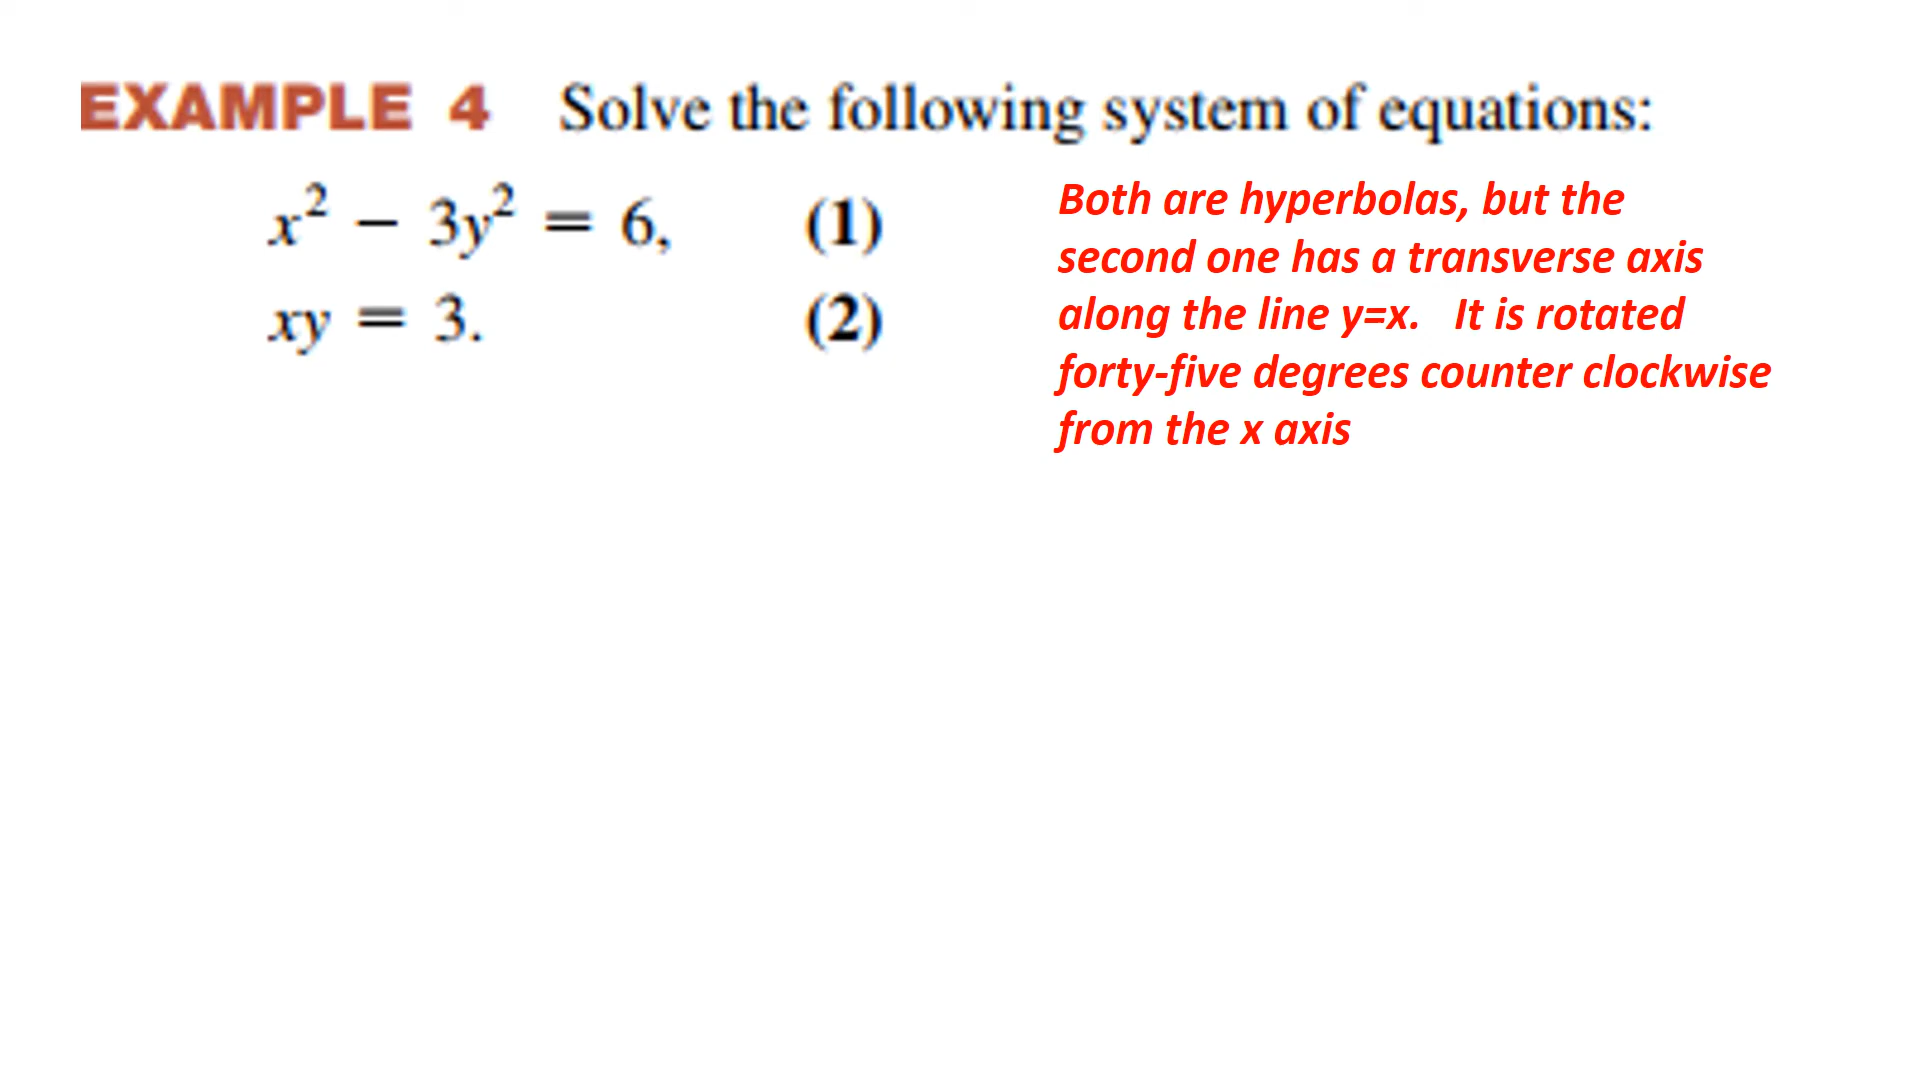 EXAMPLE 4 Solve the following system of equations:
x² − 3y² = 6, (1)
xy = 3. (2)
Both are hyperbolas, but the
second one has a transverse axis
along the line y=x. It is rotated
forty-five degrees counter clockwise
from the x axis